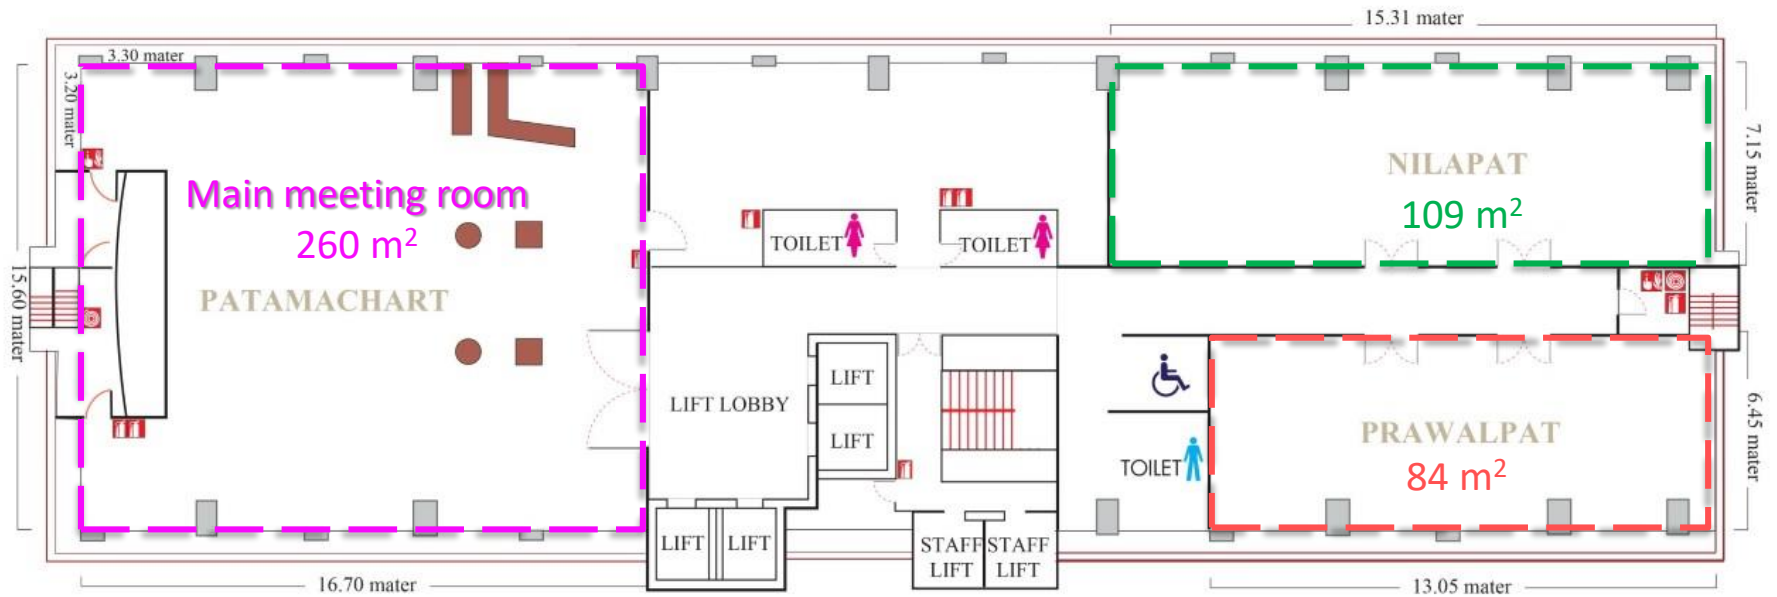 15.31 mater
3.30 mater
3.20 mater
7.15 mater
NILAPAT
109 m²
Main meeting room
260 m²
TOILET
TOILET
PATAMACHART
15.60 mater
LIFT
LIFT LOBBY
LIFT
6.45 mater
PRAWALPAT
84 m²
TOILET
LIFT
LIFT
STAFF LIFT
STAFF LIFT
16.70 mater
13.05 mater